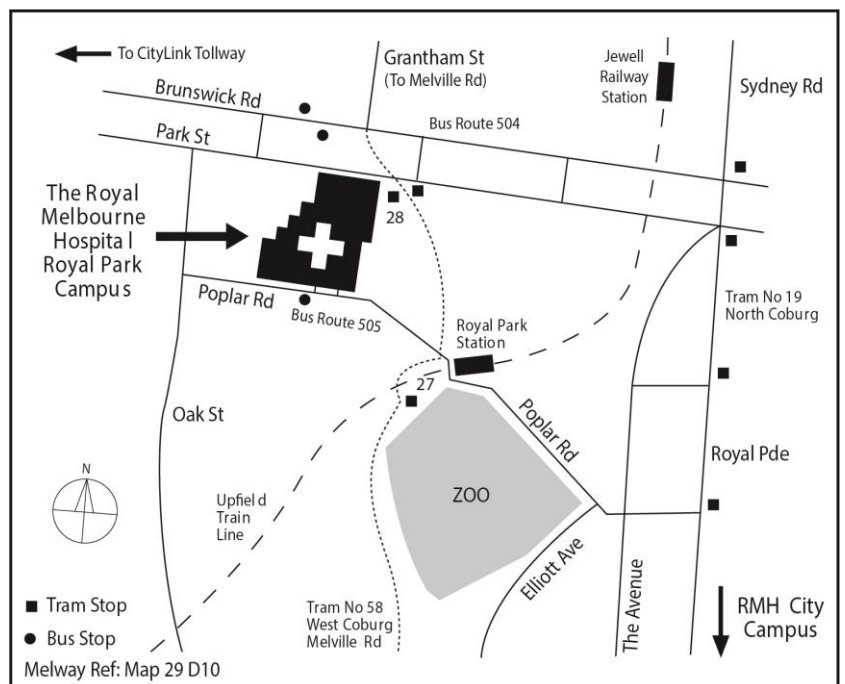 To CityLink Tollway
Grantham St
(To Melville Rd)
Jewell
Railway
Station
Sydney Rd
Brunswick Rd
Bus Route 504
Park St
The Royal
Melbourne
Hospital
Royal Park
Campus
28
Poplar Rd
Bus Route 505
Royal Park
Station
Tram No 19
North Coburg
27
Oak St
Poplar Rd
Royal Pde
ZOO
N
Upfield
Train
Line
Elliott Ave
The Avenue
Tram No 58
West Coburg
Melville Rd
RMH City
Campus
Tram Stop
Bus Stop
Melway Ref: Map 29 D10